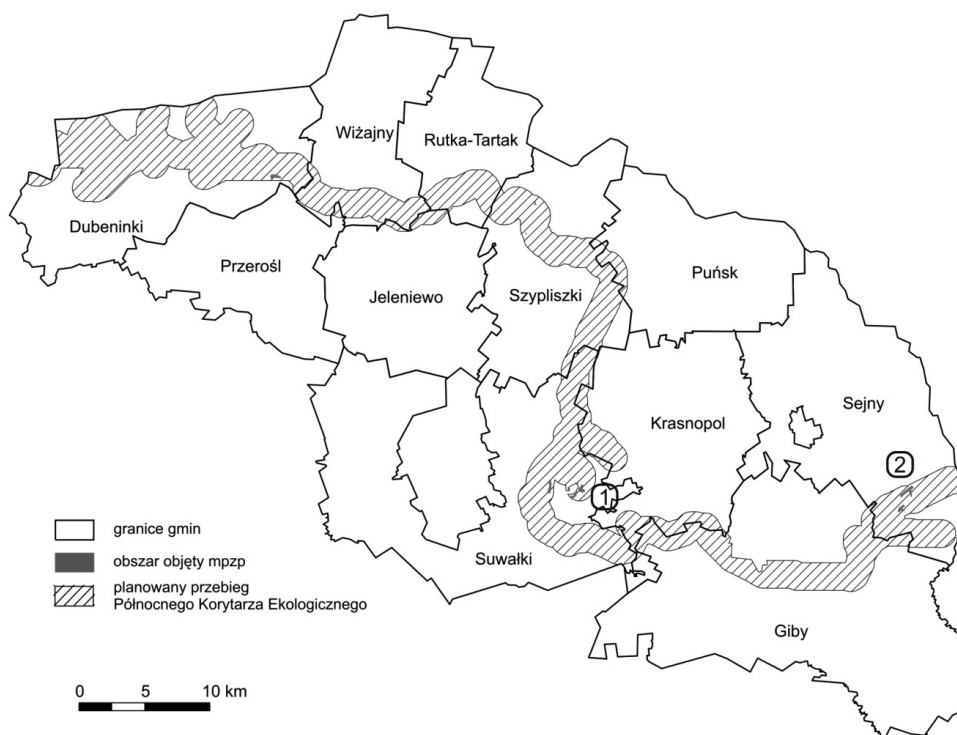 Wiżajny
Rutka-Tartak
Dubeninki
Przerośl
Jeleniewo
Szypliszki
Puńsk
Krasnopol
Sejny
2
1
Suwałki
Giby
granice gmin
obszar objęty mpzp
planowany przebieg
Północnego Korytarza Ekologicznego
0 5 10 km